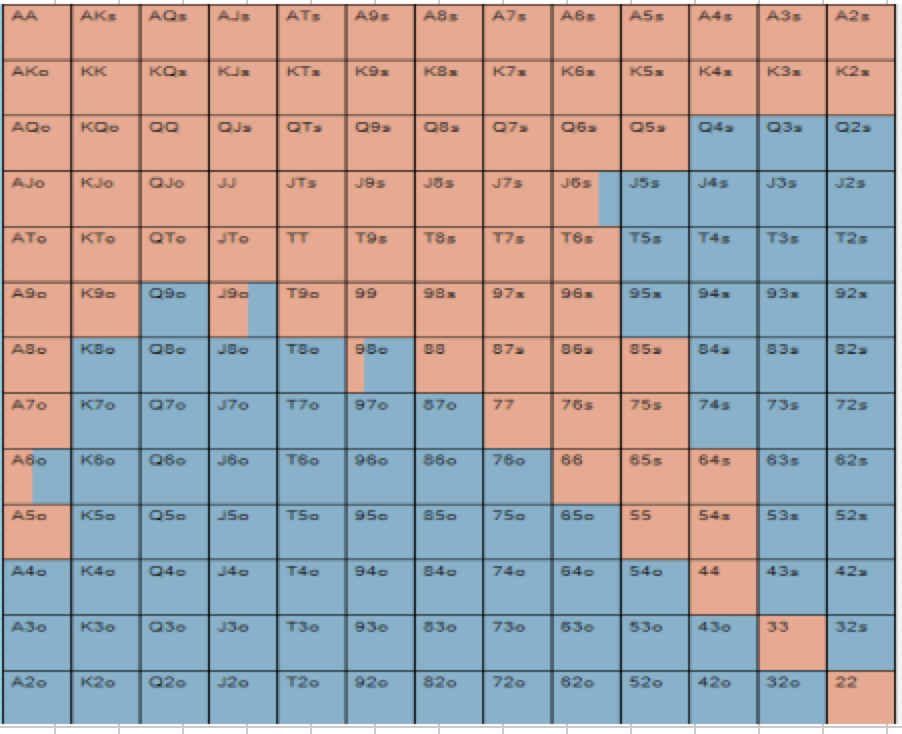 AA AKs AQs AJs ATs A9s A8s A7s A6s A5s A4s A3s A2s
AKo KK KQs KJs KTs K9s K8s K7s K6s K5s K4s K3s K2s
AQo KQo QQ QJs QTs Q9s Q8s Q7s Q6s Q5s Q4s Q3s Q2s
AJo KJo QJo JJ JTs J9s J8s J7s J6s J5s J4s J3s J2s
ATo KTo QTo JTo TT T9s T8s T7s T6s T5s T4s T3s T2s
A9o K9o Q9o J9o T9o 99 98s 97s 96s 95s 94s 93s 92s
A8o K8o Q8o J8o T8o 98o 88 87s 86s 85s 84s 83s 82s
A7o K7o Q7o J7o T7o 97o 87o 77 76s 75s 74s 73s 72s
A6o K6o Q6o J6o T6o 96o 86o 76o 66 65s 64s 63s 62s
A5o K5o Q5o J5o T5o 95o 85o 75o 65o 55 54s 53s 52s
A4o K4o Q4o J4o T4o 94o 84o 74o 64o 54o 44 43s 42s
A3o K3o Q3o J3o T3o 93o 83o 73o 63o 53o 43o 33 32s
A2o K2o Q2o J2o T2o 92o 82o 72o 62o 52o 42o 32o 22